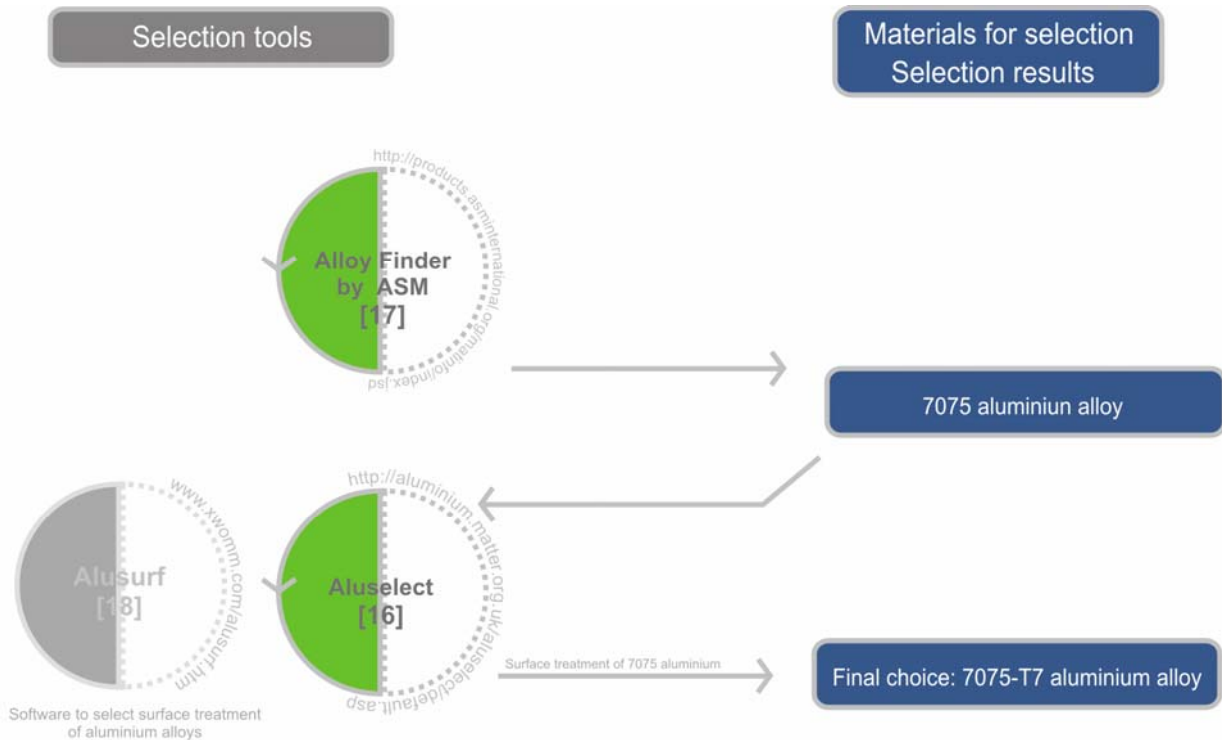 Selection tools
Materials for selection
Selection results
http://products.asminternational.org/matinfo/index.jsp
Alloy Finder
by ASM
[17]
7075 aluminiun alloy
www.xwomm.com/alusurf.htm
Alusurf
[18]
http://aluminium.matter.org.uk/aluselect/default.asp
Aluselect
[16]
Surface treatment of 7075 aluminium
Final choice: 7075-T7 aluminium alloy
Software to select surface treatment
of aluminium alloys